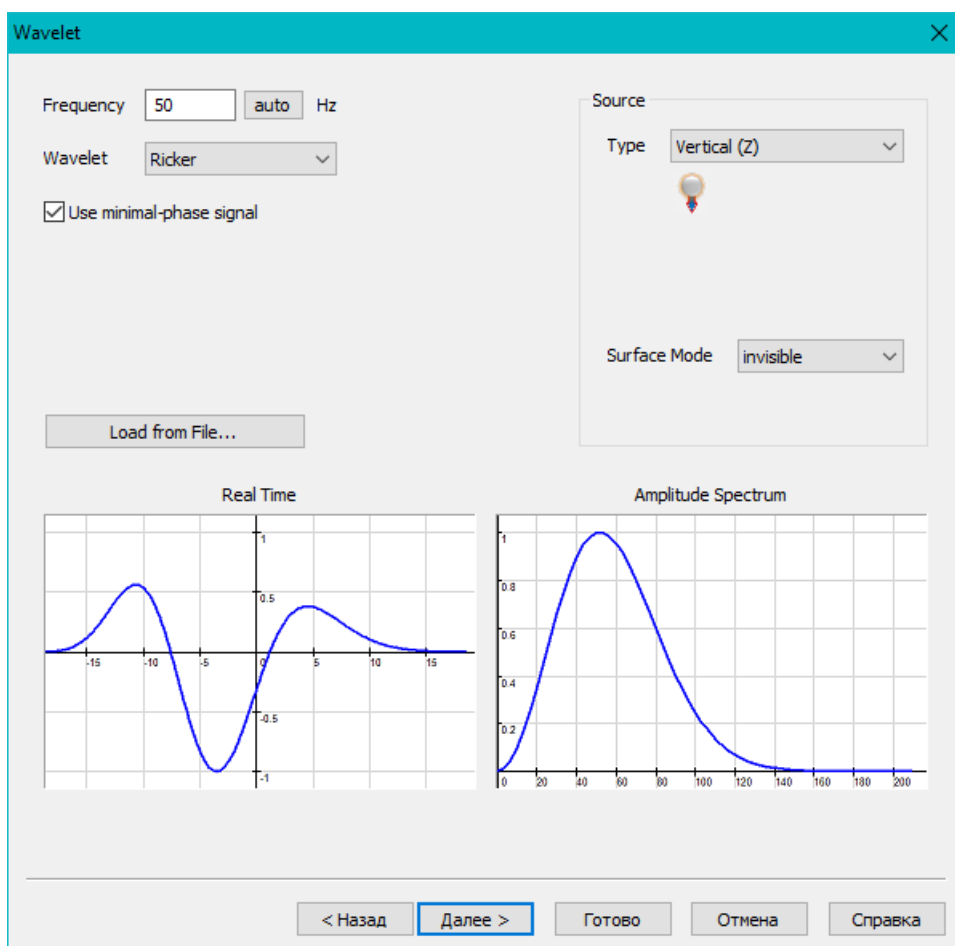 Wavelet
Frequency 50 auto Hz
Wavelet Ricker
Use minimal-phase signal
Load from File...
Source
Type Vertical (Z)
Surface Mode invisible
Real Time
1
0.5
-15 -10 -5 0 5 10 15
-0.5
-1
Amplitude Spectrum
1
0.8
0.6
0.4
0.2
0 20 40 60 80 100 120 140 160 180 200
< Назад Далее > Готово Отмена Справка